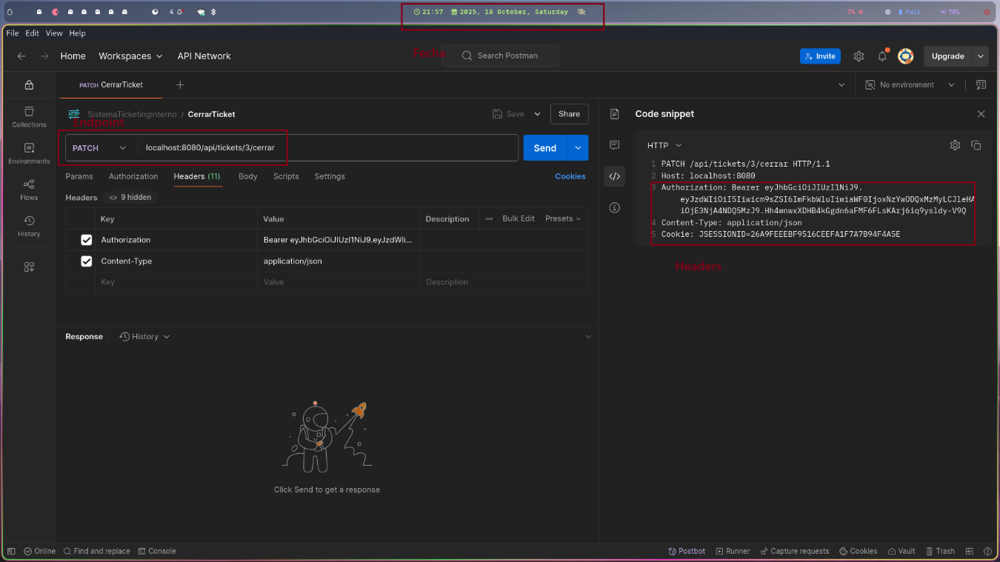 4
21:57 2025, 18 October, Saturday
7%
Full
70%
File Edit View Help
Home Workspaces API Network
Fecha
Search Postman
Invite
Upgrade
PATCH CerrarTicket
No environment
Collections
Environments
Flows
History
HTTP SistemaTicketingInterno / CerrarTicket
Save
Share
Endpoint
PATCH localhost:8080/api/tickets/3/cerrar
Send
Params Authorization Headers (11) Body Scripts Settings
Cookies
Headers 9 hidden
Key Value Description Bulk Edit Presets
Authorization Bearer eyJhbGciOiJIUzI1NiJ9.eyJzdWIi...
Content-Type application/json
Key Value Description
Response History
Click Send to get a response
Code snippet
HTTP
1 PATCH /api/tickets/3/cerrar HTTP/1.1
2 Host: localhost:8080
3 Authorization: Bearer eyJhbGciOiJIUzI1NiJ9.
eyJzdWIiOiI5Iiwicm9sZSI6ImFkbWluIiwiaWF0IjoxNzYwODQxMzMyLCJleHA
iOjE3NjA4NDQ5MzJ9.Hh4wnwxXDHB4kGgdn6aFMF6FLsKArj6iq9ysldy-V9Q
4 Content-Type: application/json
5 Cookie: JSESSIONID=26A9FEEEBF9516CEEFA1F7A7B94F4A5E
Headers
Online Find and replace Console
Postbot Runner Capture requests Cookies Vault Trash